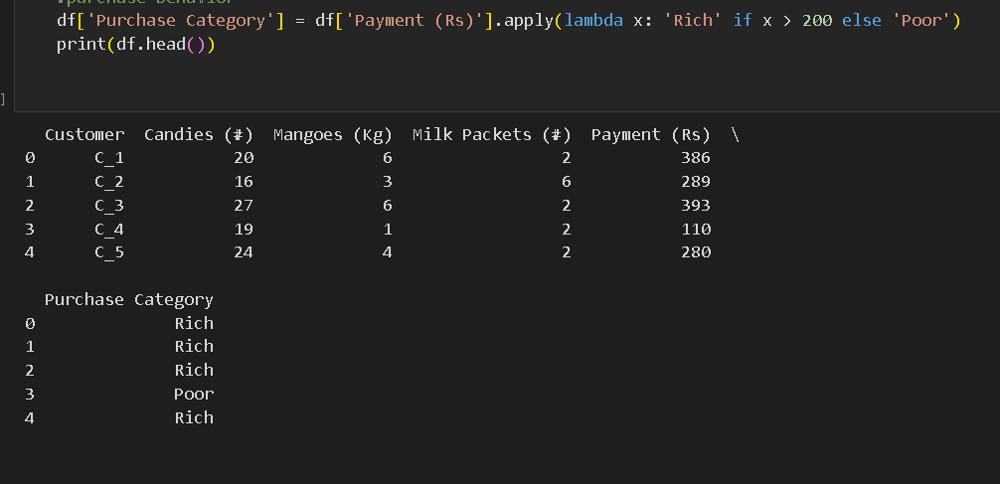 #purchase behavior
df['Purchase Category'] = df['Payment (Rs)'].apply(lambda x: 'Rich' if x > 200 else 'Poor')
print(df.head())
]
Customer Candies (#) Mangoes (Kg) Milk Packets (#) Payment (Rs) \
0 C_1 20 6 2 386
1 C_2 16 3 6 289
2 C_3 27 6 2 393
3 C_4 19 1 2 110
4 C_5 24 4 2 280
Purchase Category
0 Rich
1 Rich
2 Rich
3 Poor
4 Rich